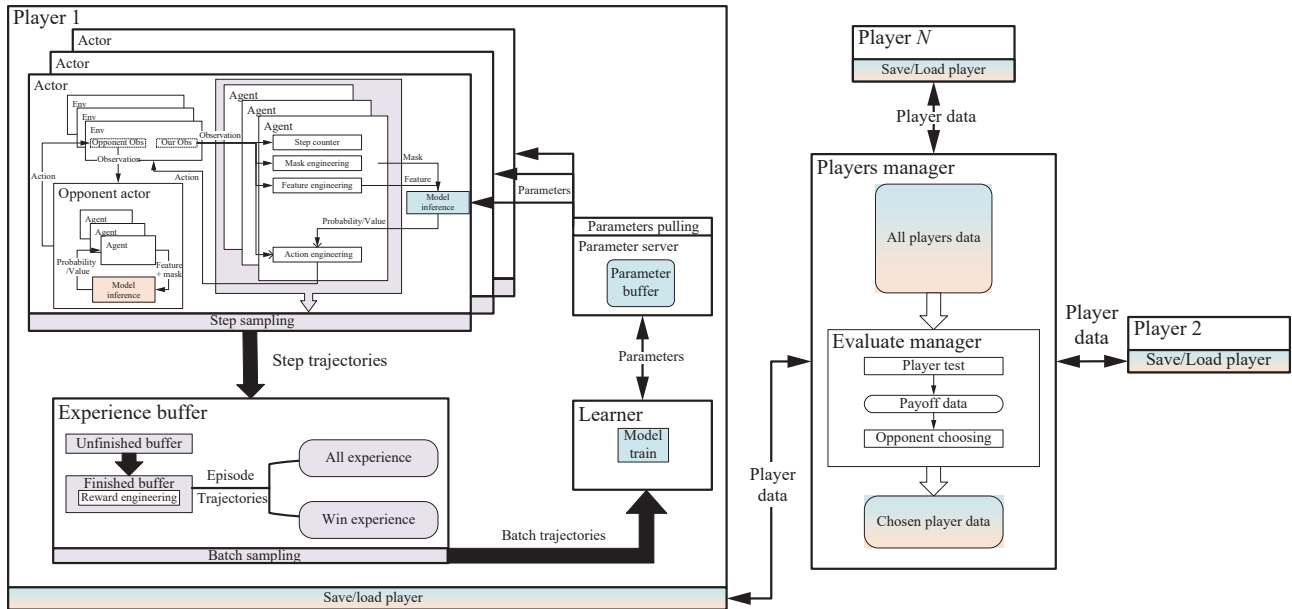 Player 1
Actor
Actor
Actor
Env
Env
Env
Opponent Obs
Our Obs
Observation
Observation
Action
Action
Opponent actor
Agent
Agent
Agent
Probability
/Value
Feature
+ mask
Model
inference
Agent
Agent
Agent
Step counter
Mask engineering
Feature engineering
Action engineering
Mask
Feature
Model
inference
Probability/Value
Step sampling
Step trajectories
Parameters
Parameters pulling
Parameter server
Parameter
buffer
Parameters
Learner
Model
train
Experience buffer
Unfinished buffer
Finished buffer
Reward engineering
Episode
Trajectories
All experience
Win experience
Batch sampling
Batch trajectories
Save/load player
Player
data
Player N
Save/Load player
Player data
Players manager
All players data
Evaluate manager
Player test
Payoff data
Opponent choosing
Chosen player data
Player
data
Player 2
Save/Load player